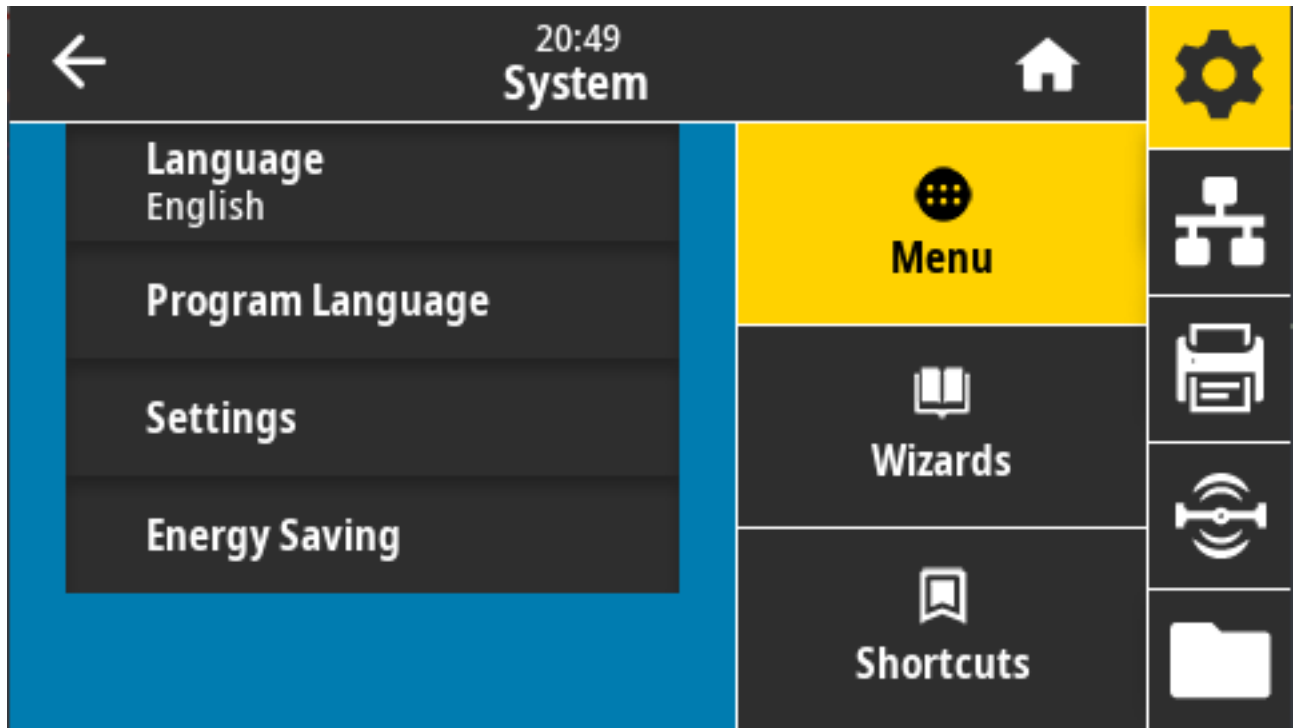 20:49
System
Language
English
Program Language
Settings
Energy Saving
Menu
Wizards
Shortcuts